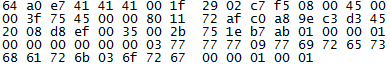 64 a0 e7 41 41 41 00 1f 29 02 c7 f5 08 00 45 00
00 3f 75 45 00 00 80 11 72 af c0 a8 9e c3 d3 45
20 08 d8 ef 00 35 00 2b 75 1e b7 ab 01 00 00 01
00 00 00 00 00 00 03 77 77 77 09 77 69 72 65 73
68 61 72 6b 03 6f 72 67 00 00 01 00 01